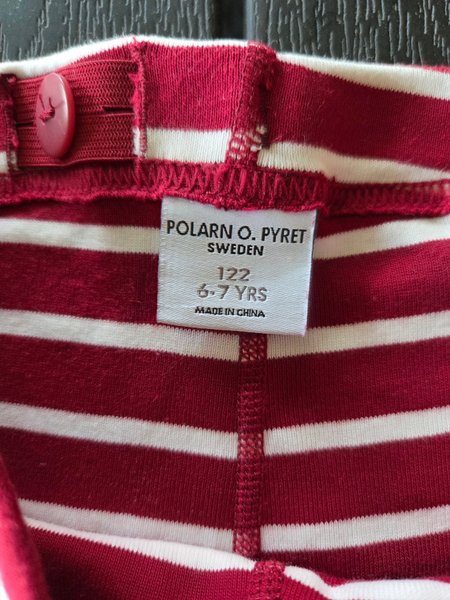 POLARN O. PYRET
SWEDEN
122
6-7 YRS
MADE IN CHINA